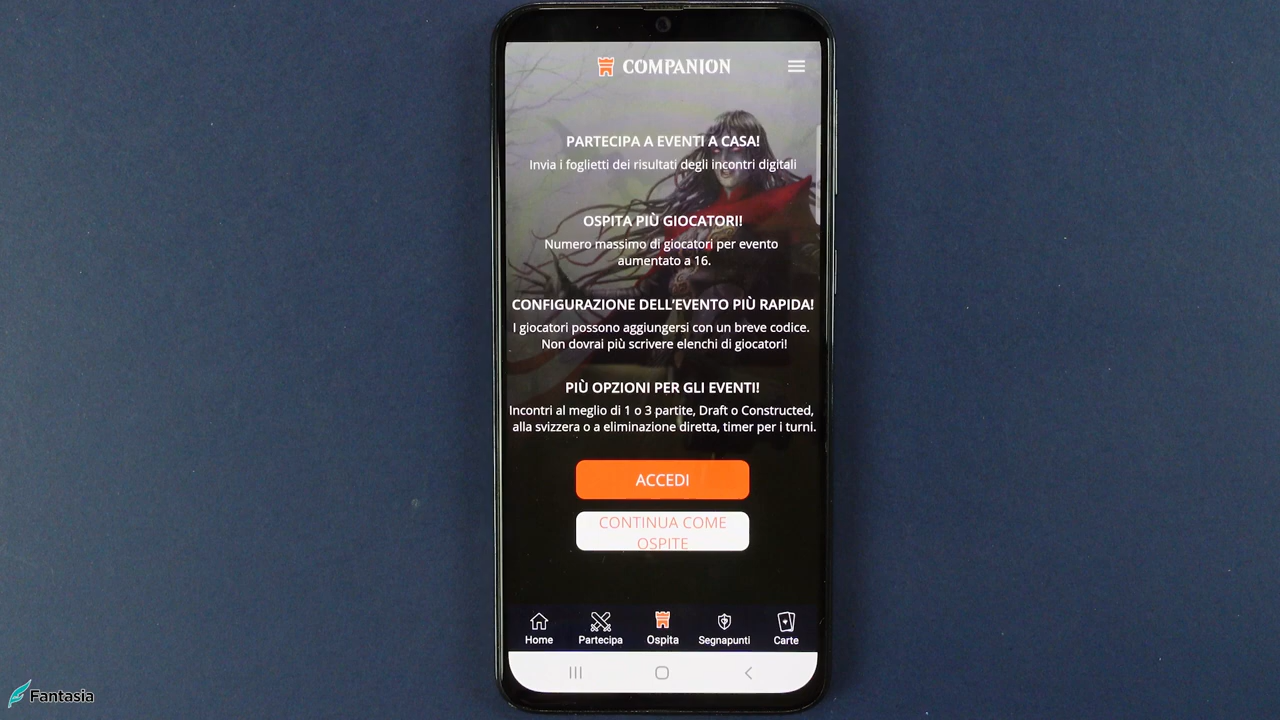 COMPANION
PARTECIPA A EVENTI A CASA!
Invia i foglietti dei risultati degli incontri digitali
OSPITA PIÙ GIOCATORI!
Numero massimo di giocatori per evento
aumentato a 16.
CONFIGURAZIONE DELL'EVENTO PIÙ RAPIDA!
I giocatori possono aggiungersi con un breve codice.
Non dovrai più scrivere elenchi di giocatori!
PIÙ OPZIONI PER GLI EVENTI!
Incontri al meglio di 1 o 3 partite, Draft o Constructed,
alla svizzera o a eliminazione diretta, timer per i turni.
ACCEDI
CONTINUA COME
OSPITE
Home Partecipa Ospita Segnapunti Carte
Fantasia